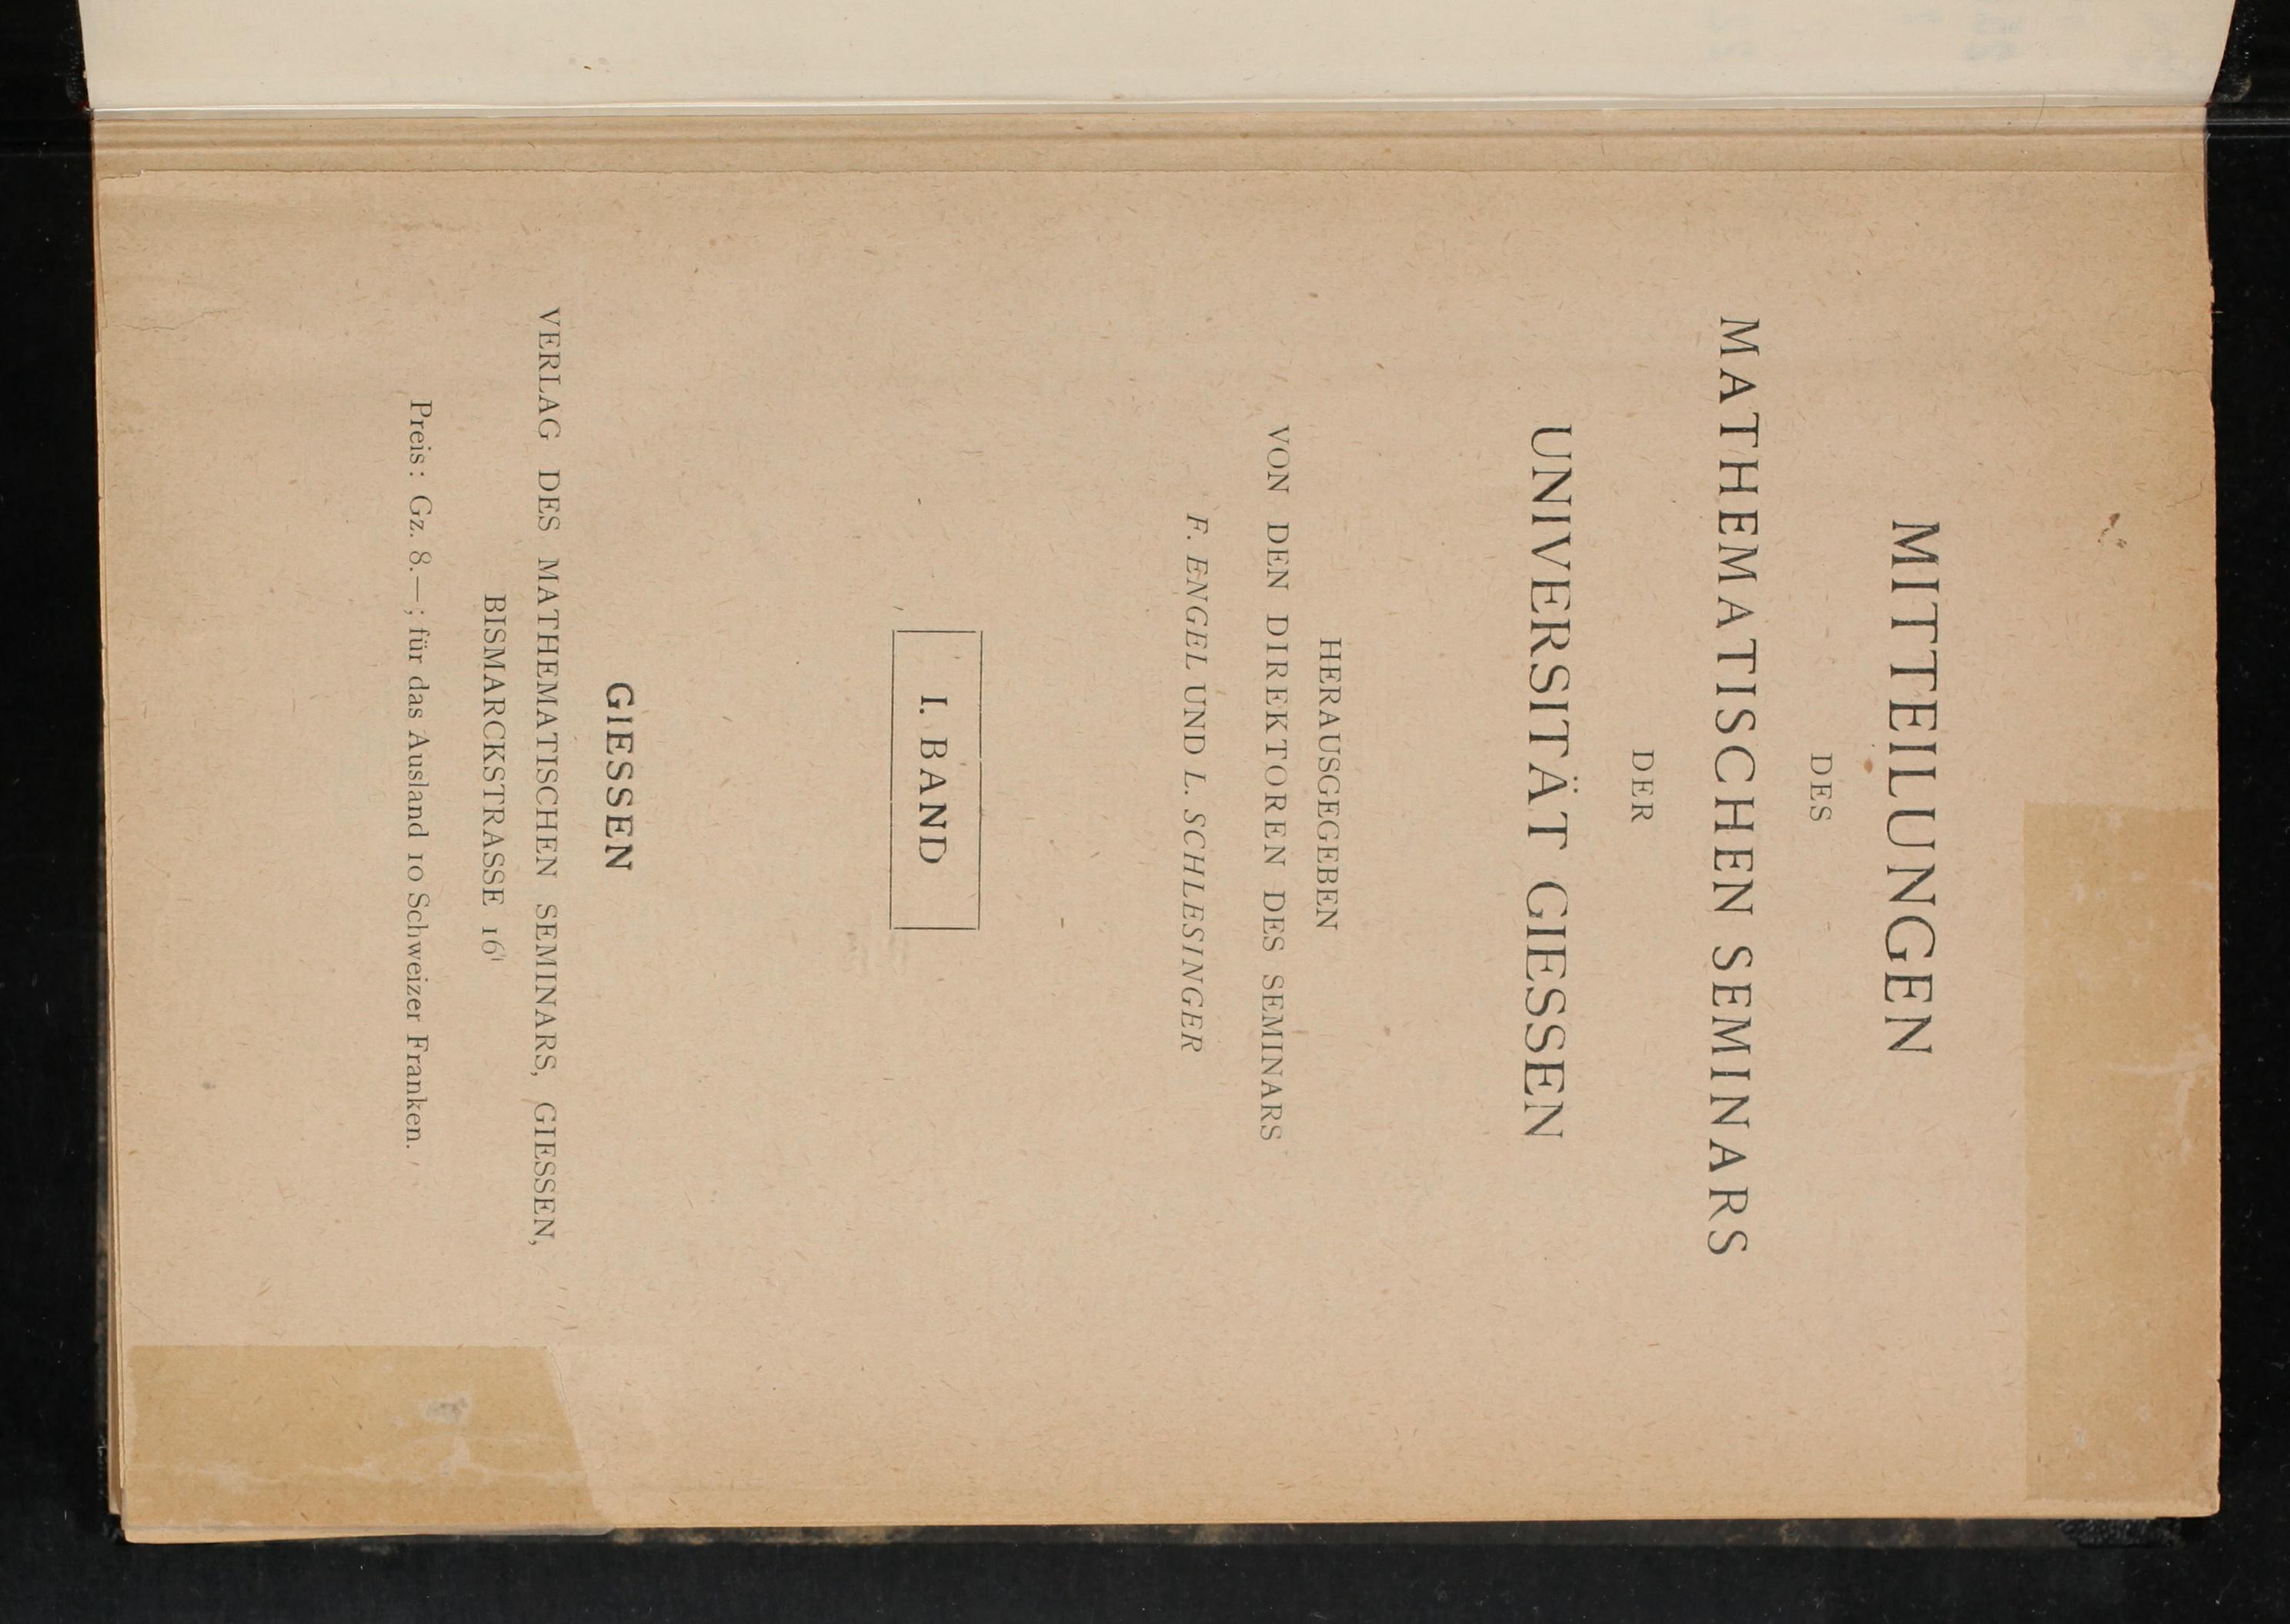 MITTEILUNGEN
DES
MATHEMATISCHEN SEMINARS
DER
UNIVERSITÄT GIESSEN
HERAUSGEGEBEN
VON DEN DIREKTOREN DES SEMINARS
F. ENGEL UND L. SCHLESINGER
I. BAND
GIESSEN
VERLAG DES MATHEMATISCHEN SEMINARS, GIESSEN,
BISMARCKSTRASSE 16ᴵ
Preis: Gz. 8.—; für das Ausland 10 Schweizer Franken.